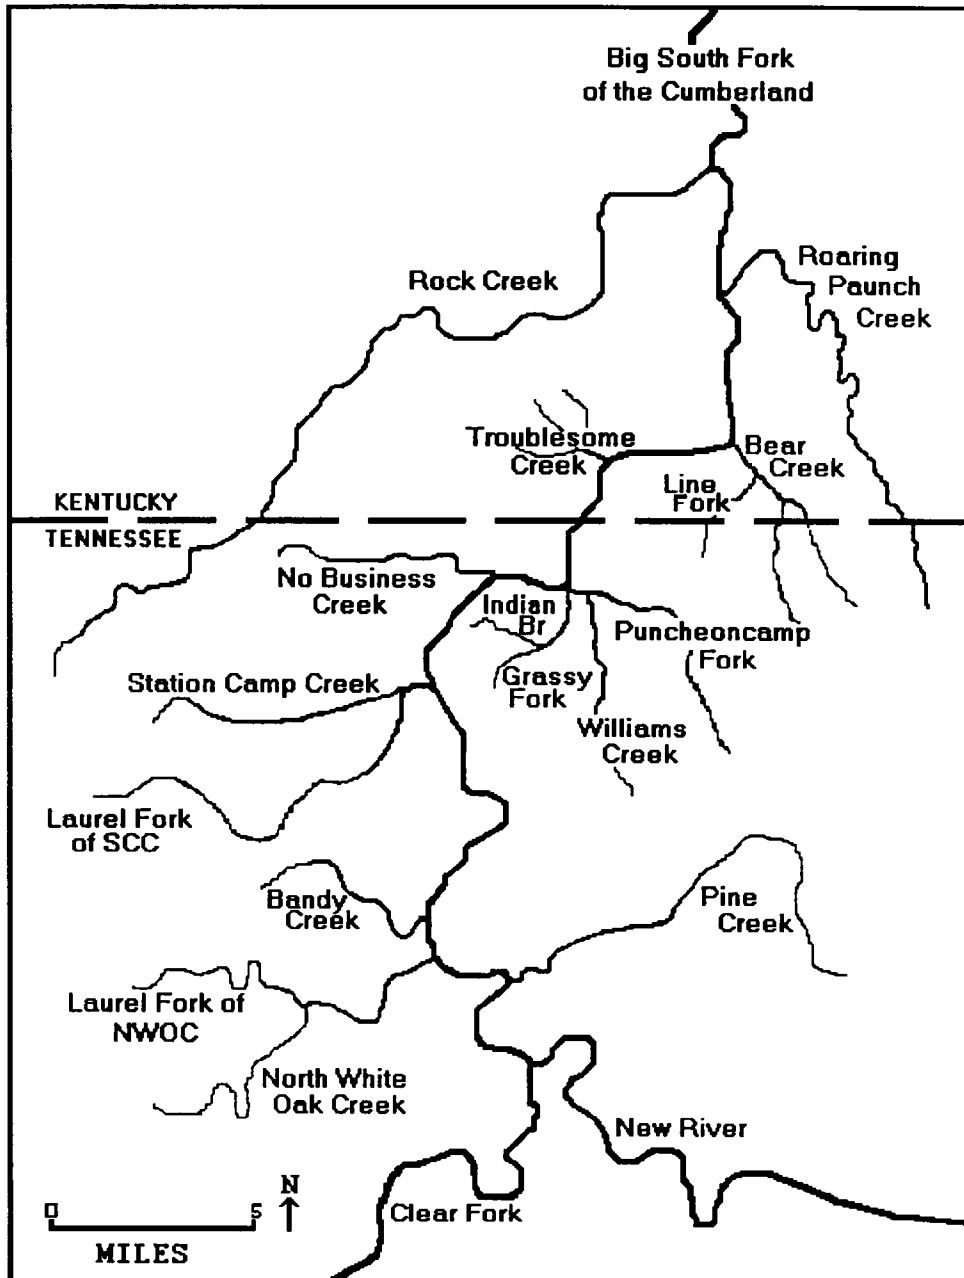 Big South Fork
of the Cumberland
Roaring
Paunch
Creek
Rock Creek
Troublesome
Creek
Bear
Creek
Line
Fork
KENTUCKY
TENNESSEE
No Business
Creek
Indian
Br
Puncheoncamp
Fork
Grassy
Fork
Station Camp Creek
Williams
Creek
Laurel Fork
of SCC
Bandy
Creek
Pine
Creek
Laurel Fork of
NWOC
North White
Oak Creek
New River
Clear Fork
N
0 5
MILES